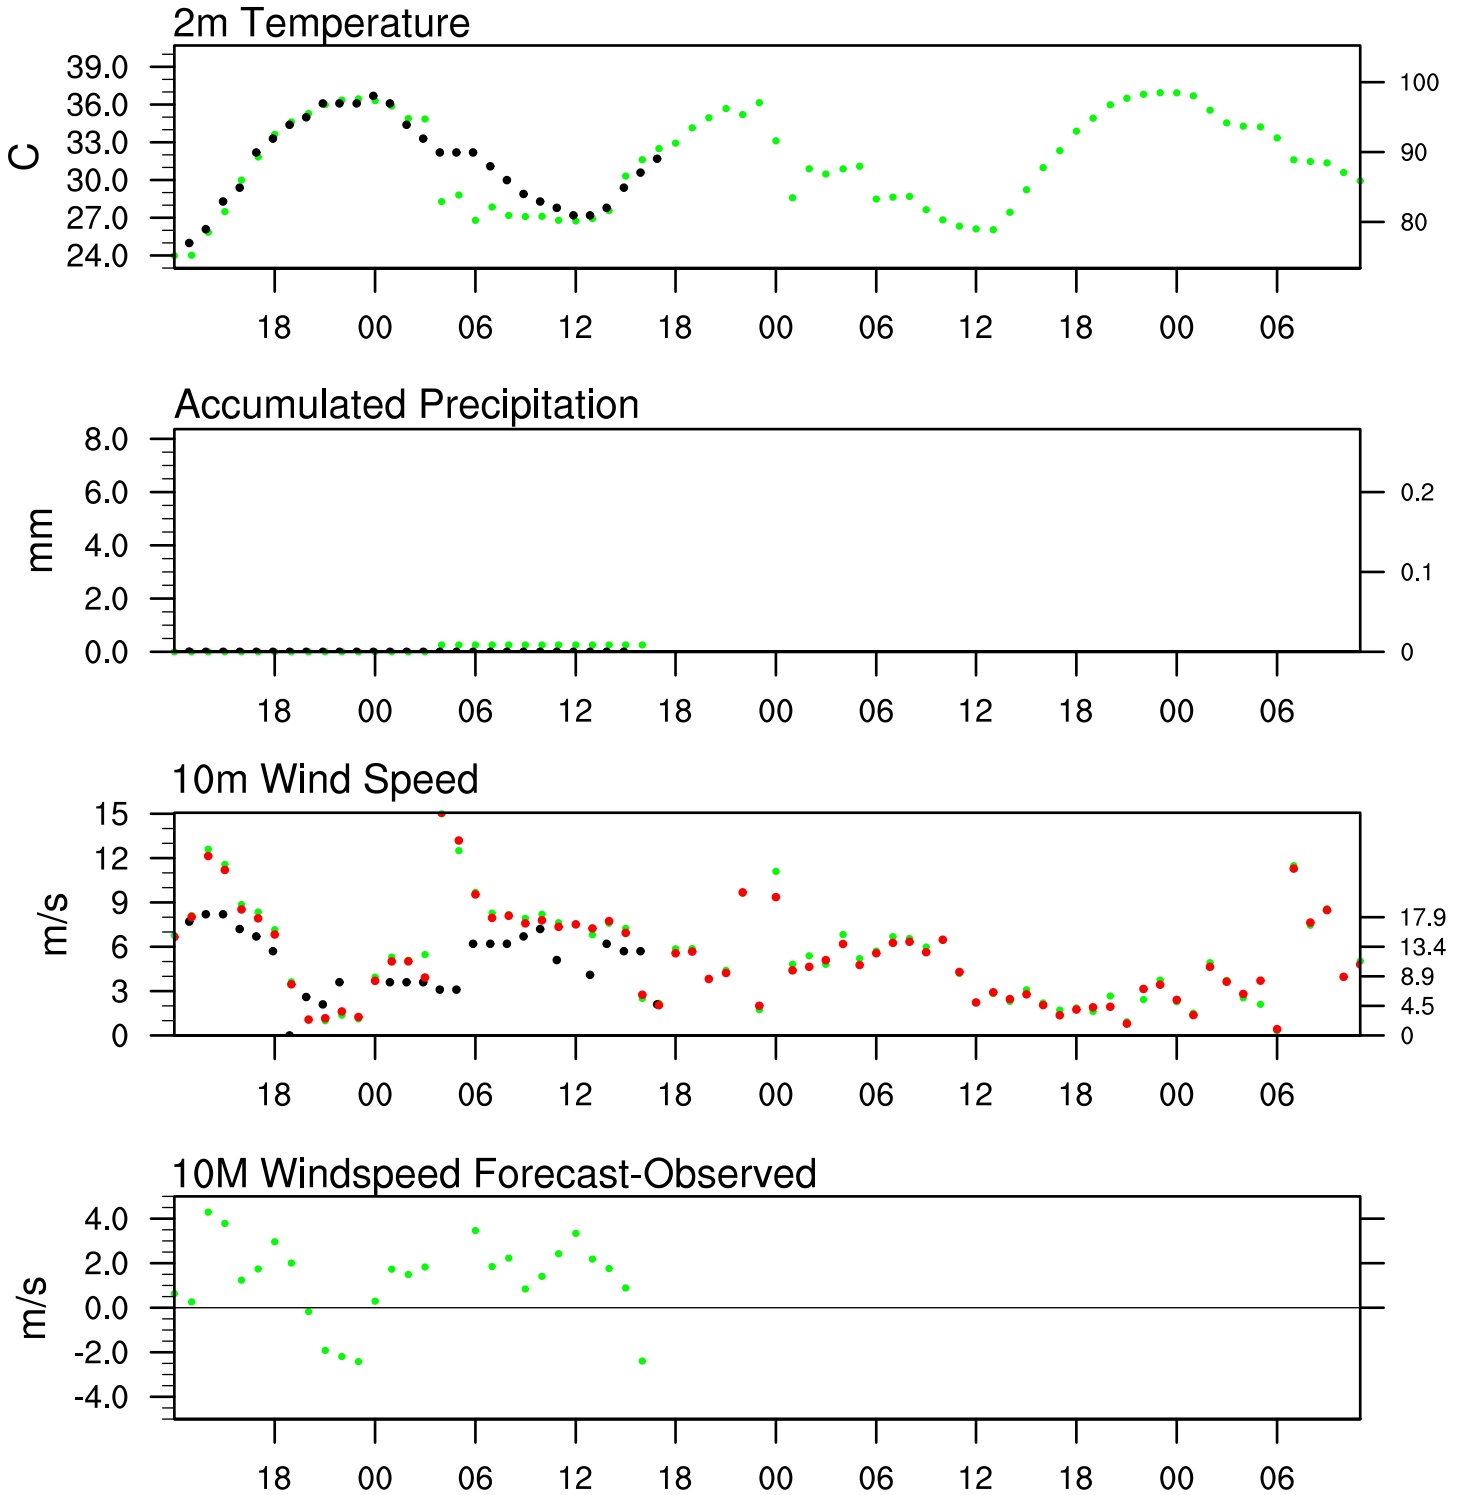 2m Temperature
39.0
36.0
33.0
30.0
27.0
24.0
C
100
90
80
18 00 06 12 18 00 06 12 18 00 06
Accumulated Precipitation
8.0
6.0
4.0
2.0
0.0
mm
0.2
0.1
0
18 00 06 12 18 00 06 12 18 00 06
10m Wind Speed
15
12
9
6
3
0
m/s
17.9
13.4
8.9
4.5
0
18 00 06 12 18 00 06 12 18 00 06
10M Windspeed Forecast-Observed
4.0
2.0
0.0
-2.0
-4.0
m/s
18 00 06 12 18 00 06 12 18 00 06